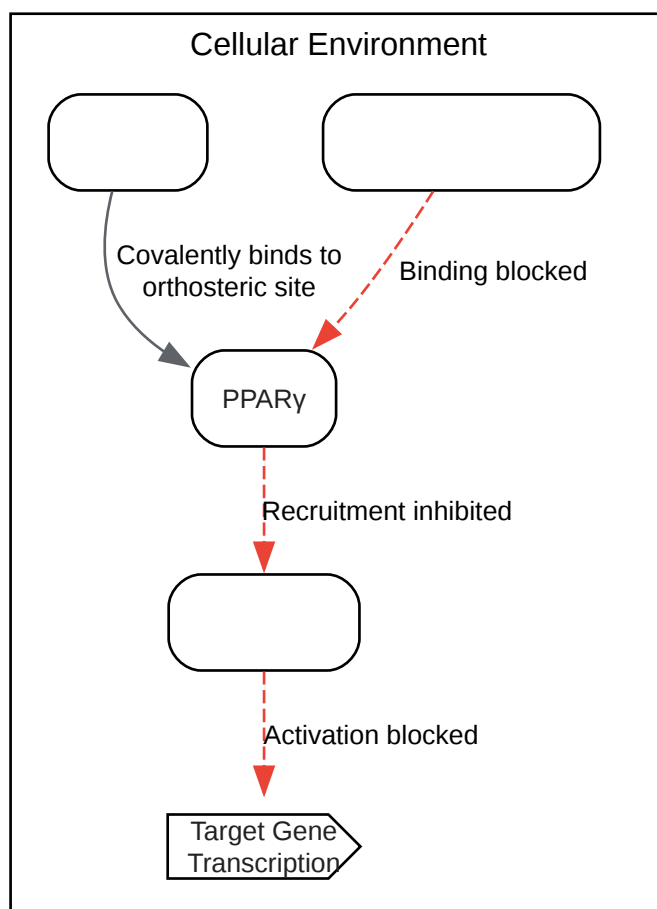 Cellular Environment
Covalently binds to
orthosteric site
Binding blocked
PPARγ
Recruitment inhibited
Activation blocked
Target Gene
Transcription